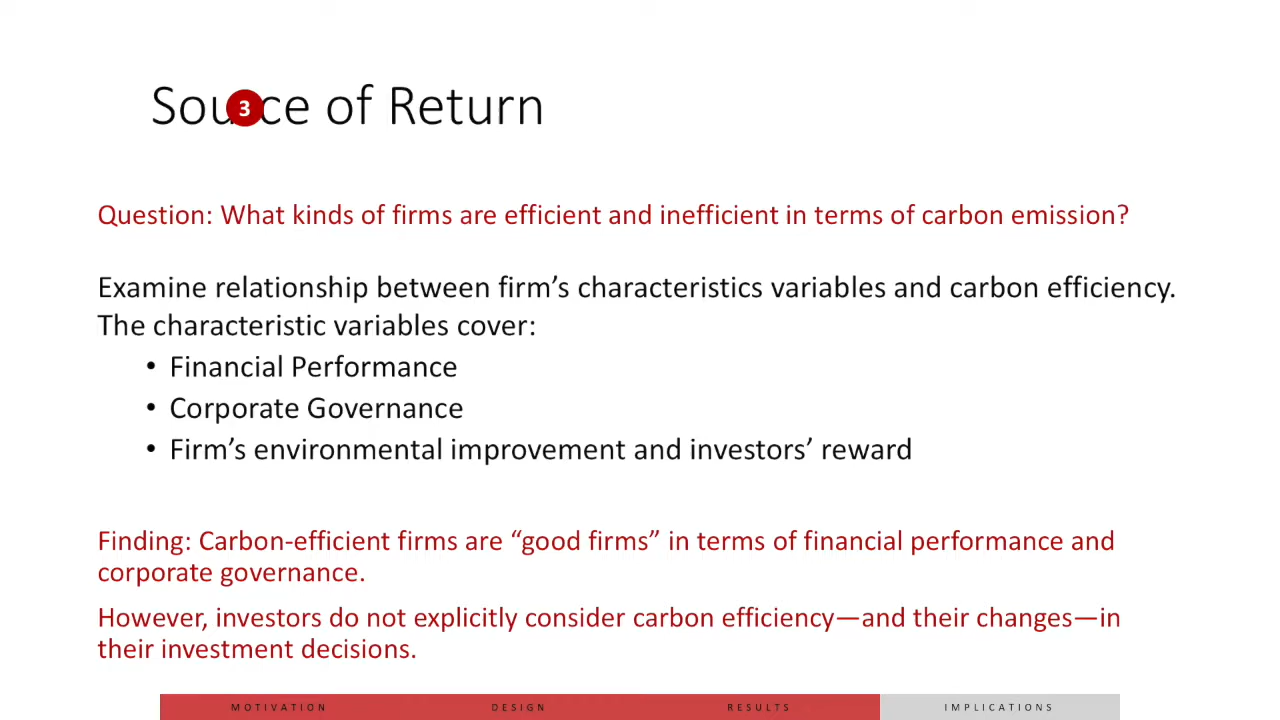 Source of Return
3
Question: What kinds of firms are efficient and inefficient in terms of carbon emission?
Examine relationship between firm's characteristics variables and carbon efficiency.
The characteristic variables cover:
• Financial Performance
• Corporate Governance
• Firm's environmental improvement and investors' reward
Finding: Carbon-efficient firms are “good firms” in terms of financial performance and
corporate governance.
However, investors do not explicitly consider carbon efficiency—and their changes—in
their investment decisions.
MOTIVATION DESIGN RESULTS IMPLICATIONS